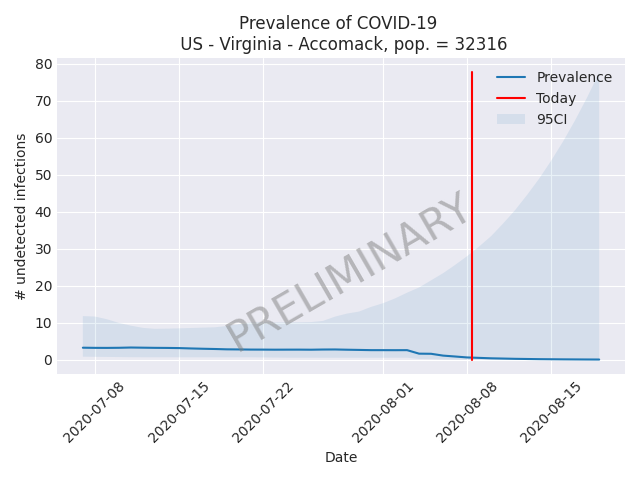 Prevalence of COVID-19
US - Virginia - Accomack, pop. = 32316
80
70
60
50
40
30
20
10
0
# undetected infections
Prevalence
Today
95CI
PRELIMINARY
2020-07-08
2020-07-15
2020-07-22
2020-08-01
2020-08-08
2020-08-15
Date